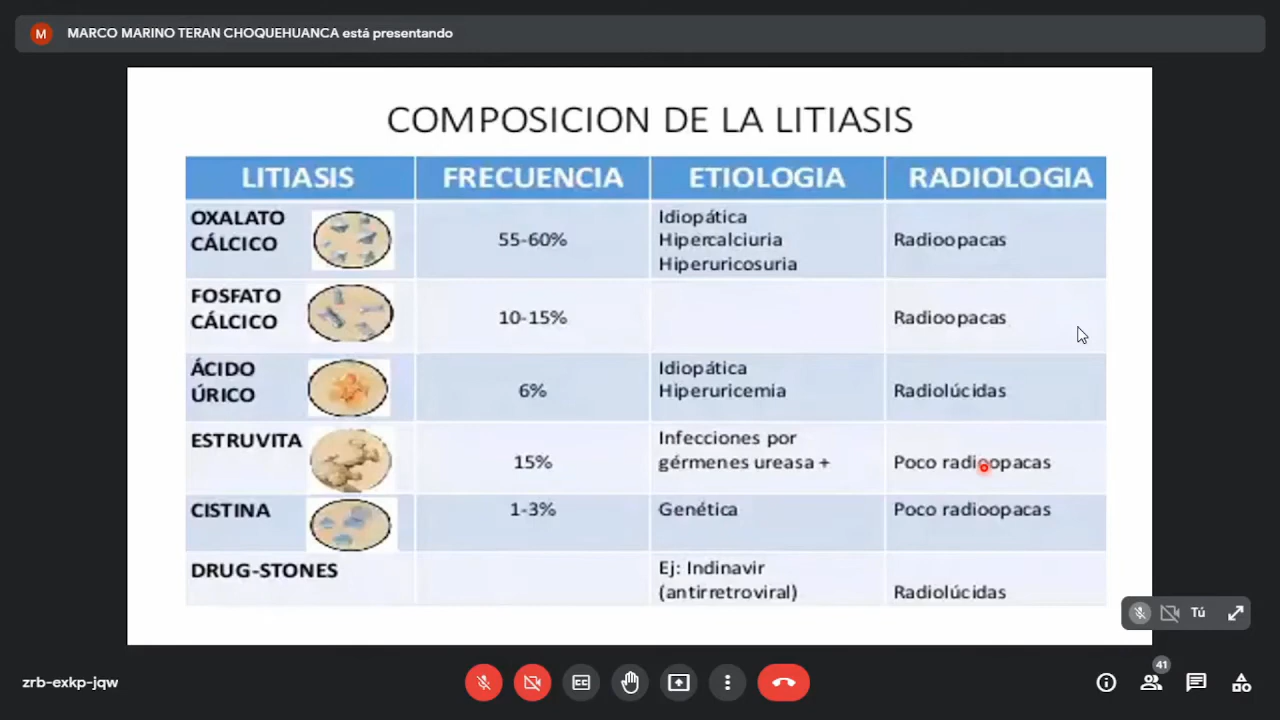 M MARCO MARINO TERAN CHOQUEHUANCA está presentando
COMPOSICION DE LA LITIASIS
LITIASIS FRECUENCIA ETIOLOGIA RADIOLOGIA
OXALATO CÁLCICO 55-60% Idiopática Hipercalciuria Hiperuricosuria Radioopacas
FOSFATO CÁLCICO 10-15% Radioopacas
ÁCIDO ÚRICO 6% Idiopática Hiperuricemia Radiolúcidas
ESTRUVITA 15% Infecciones por gérmenes ureasa + Poco radioopacas
CISTINA 1-3% Genética Poco radioopacas
DRUG-STONES Ej: Indinavir (antirretroviral) Radiolúcidas
Tú
zrb-exkp-jqw
CC
41